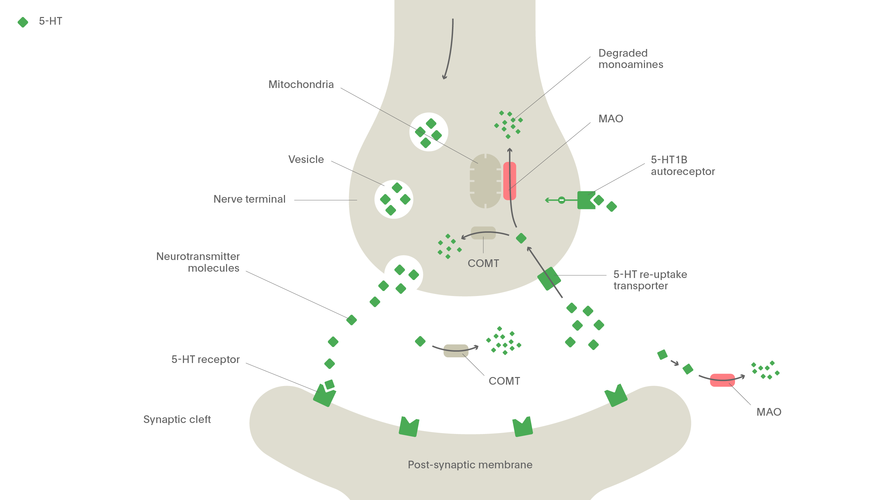 5-HT
Degraded
monoamines
Mitochondria
MAO
Vesicle
5-HT1B
autoreceptor
Nerve terminal
Neurotransmitter
molecules
COMT
5-HT re-uptake
transporter
5-HT receptor
COMT
MAO
Synaptic cleft
Post-synaptic membrane